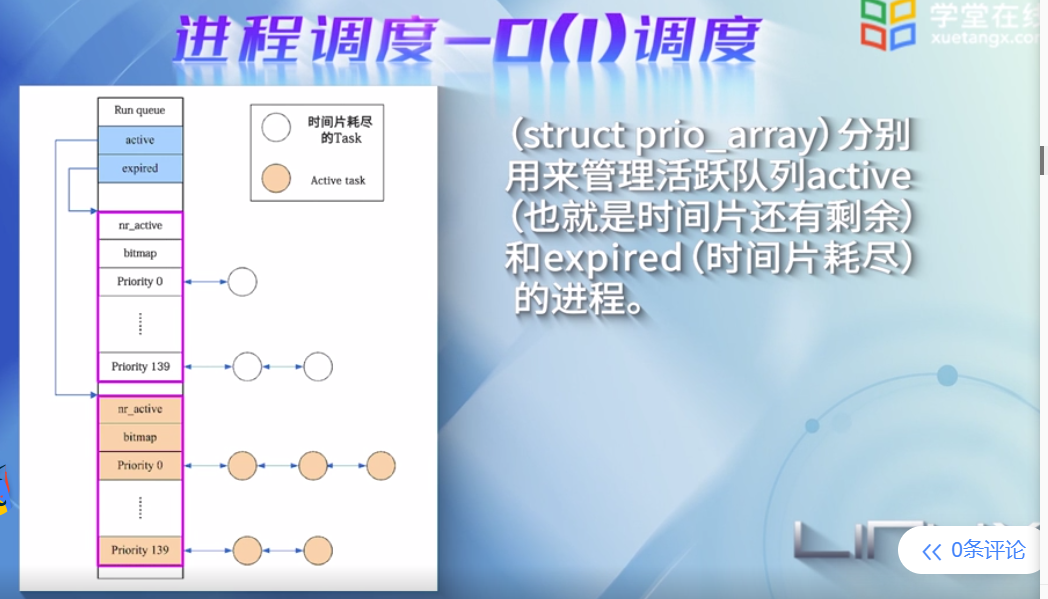 进程调度—O(1)调度
学堂在线
xuetangx.com
Run queue
active
expired
nr_active
bitmap
Priority 0
Priority 139
nr_active
bitmap
Priority 0
Priority 139
时间片耗尽
的Task
Active task
(struct prio_array)分别
用来管理活跃队列active
(也就是时间片还有剩余)
和expired(时间片耗尽)
的进程。
0条评论